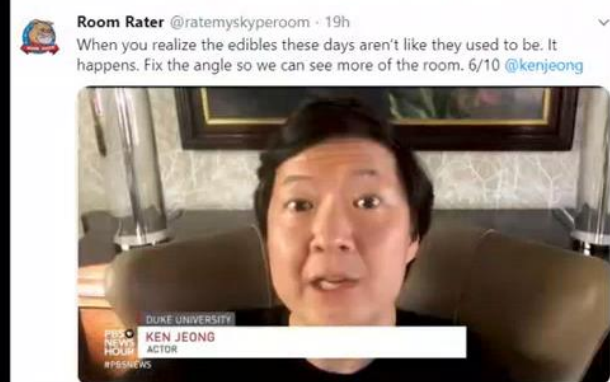 Room Rater @ratemyskyperoom · 19h
When you realize the edibles these days aren't like they used to be. It
happens. Fix the angle so we can see more of the room. 6/10 @kenjeong
DUKE UNIVERSITY
PBS
NEWS
HOUR
KEN JEONG
ACTOR
#PBSNEWS